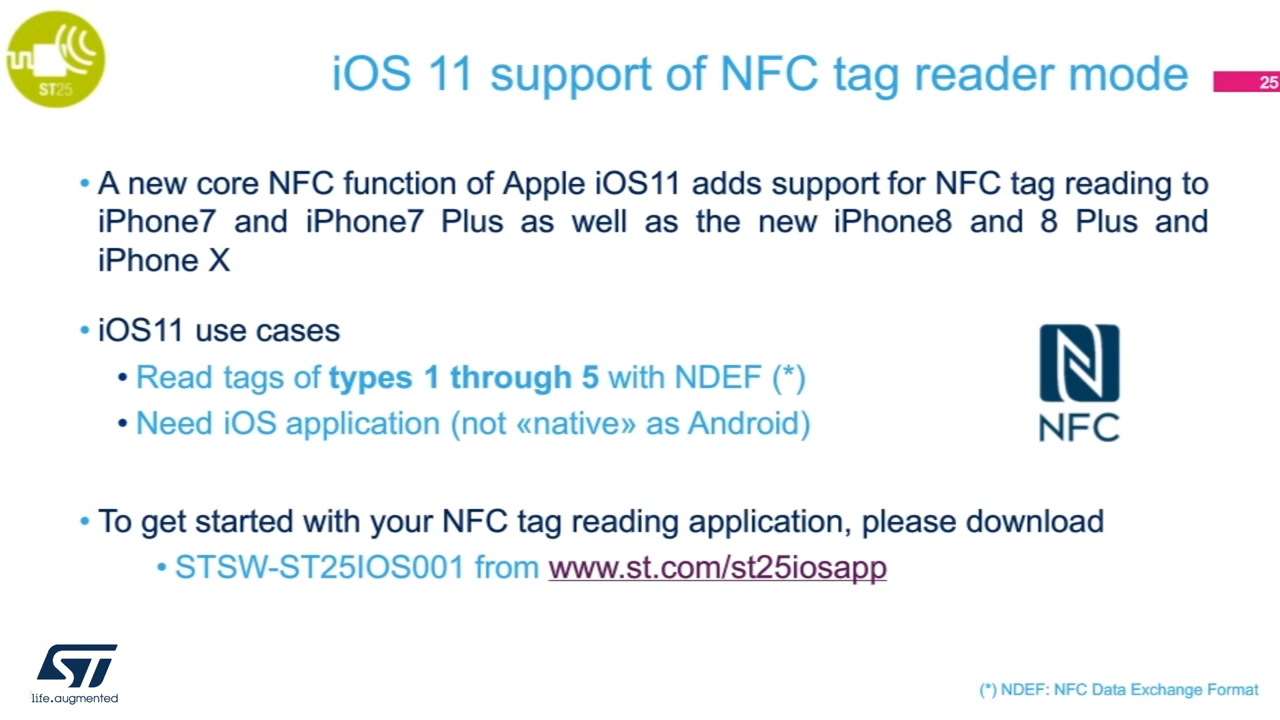 ST25
iOS 11 support of NFC tag reader mode
25
• A new core NFC function of Apple iOS11 adds support for NFC tag reading to
iPhone7 and iPhone7 Plus as well as the new iPhone8 and 8 Plus and
iPhone X
• iOS11 use cases
• Read tags of types 1 through 5 with NDEF (*)
• Need iOS application (not «native» as Android)
NFC
• To get started with your NFC tag reading application, please download
• STSW-ST25IOS001 from www.st.com/st25iosapp
ST
life.augmented
(*) NDEF: NFC Data Exchange Format